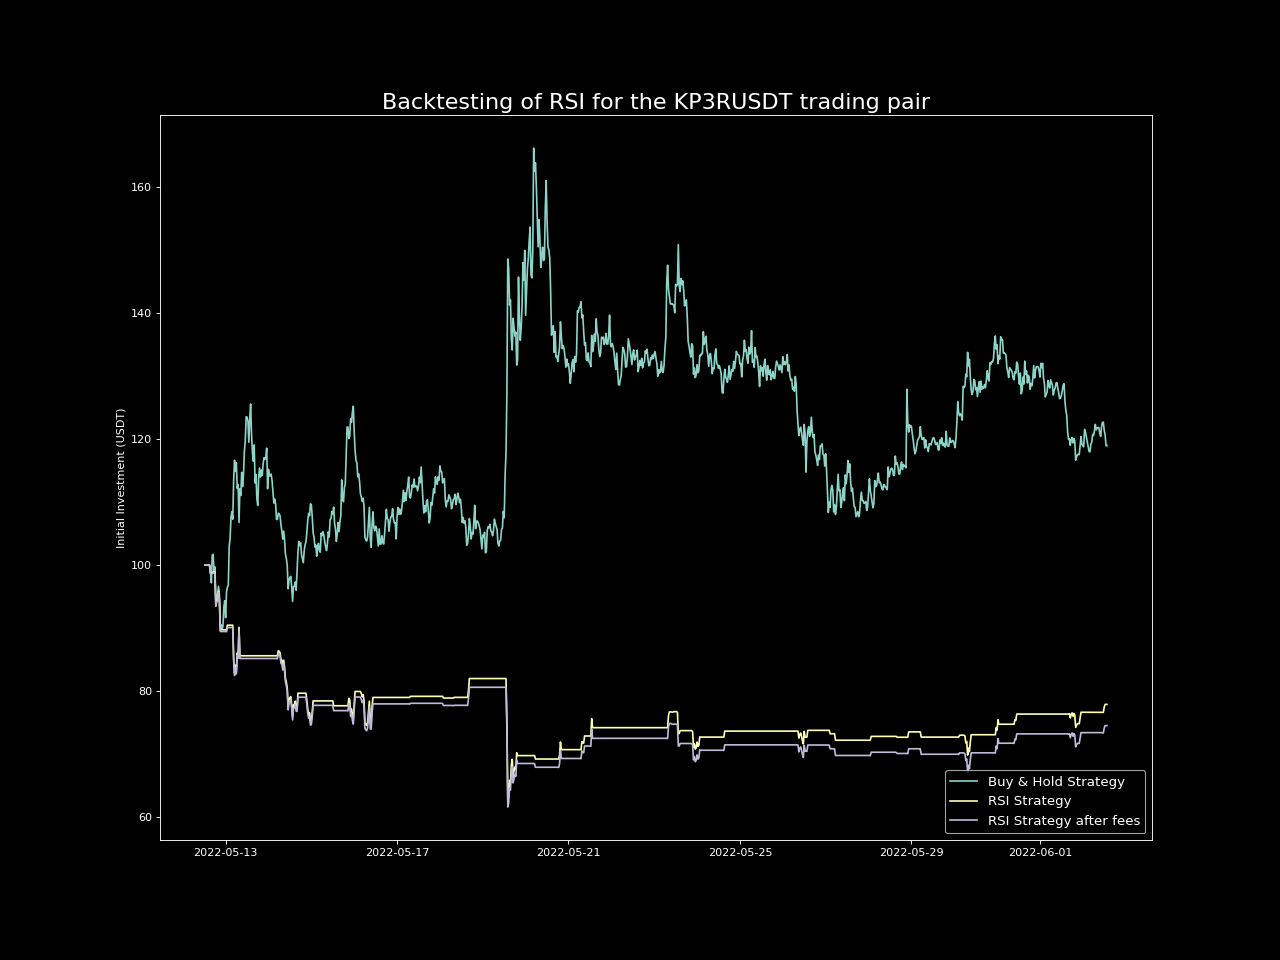 Backtesting of RSI for the KP3RUSDT trading pair
Initial Investment (USDT)
160
140
120
100
80
60
2022-05-13
2022-05-17
2022-05-21
2022-05-25
2022-05-29
2022-06-01
Buy & Hold Strategy
RSI Strategy
RSI Strategy after fees